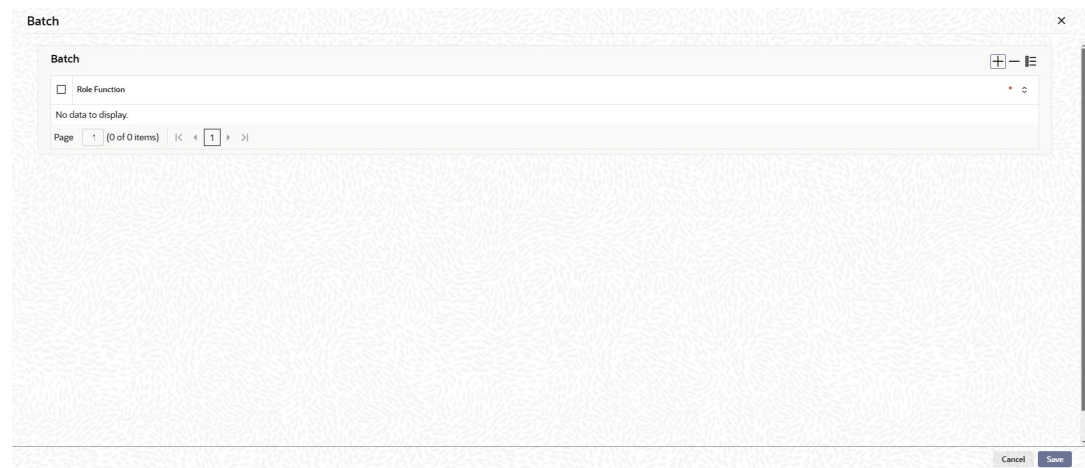 Batch
Batch
Role Function
No data to display.
Page 1 (0 of 0 items) 1
Cancel Save